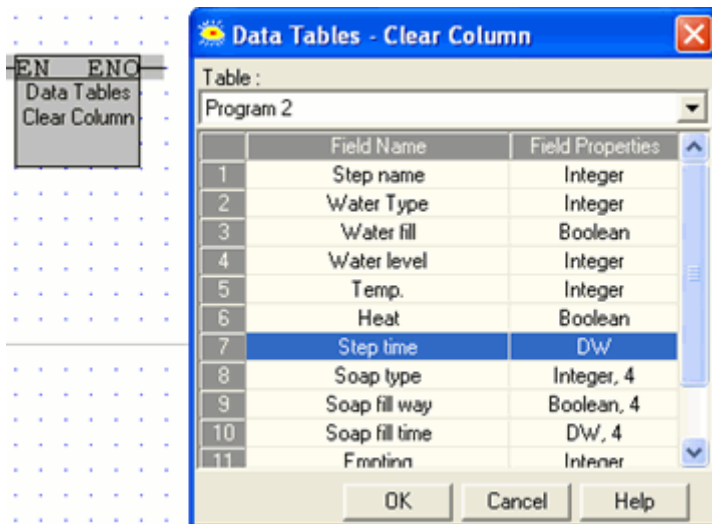 EN ENO
Data Tables
Clear Column
Data Tables - Clear Column
Table :
Program 2
Field Name Field Properties
1 Step name Integer
2 Water Type Integer
3 Water fill Boolean
4 Water level Integer
5 Temp. Integer
6 Heat Boolean
7 Step time DW
8 Soap type Integer, 4
9 Soap fill way Boolean, 4
10 Soap fill time DW, 4
11 Empting Integer
OK Cancel Help